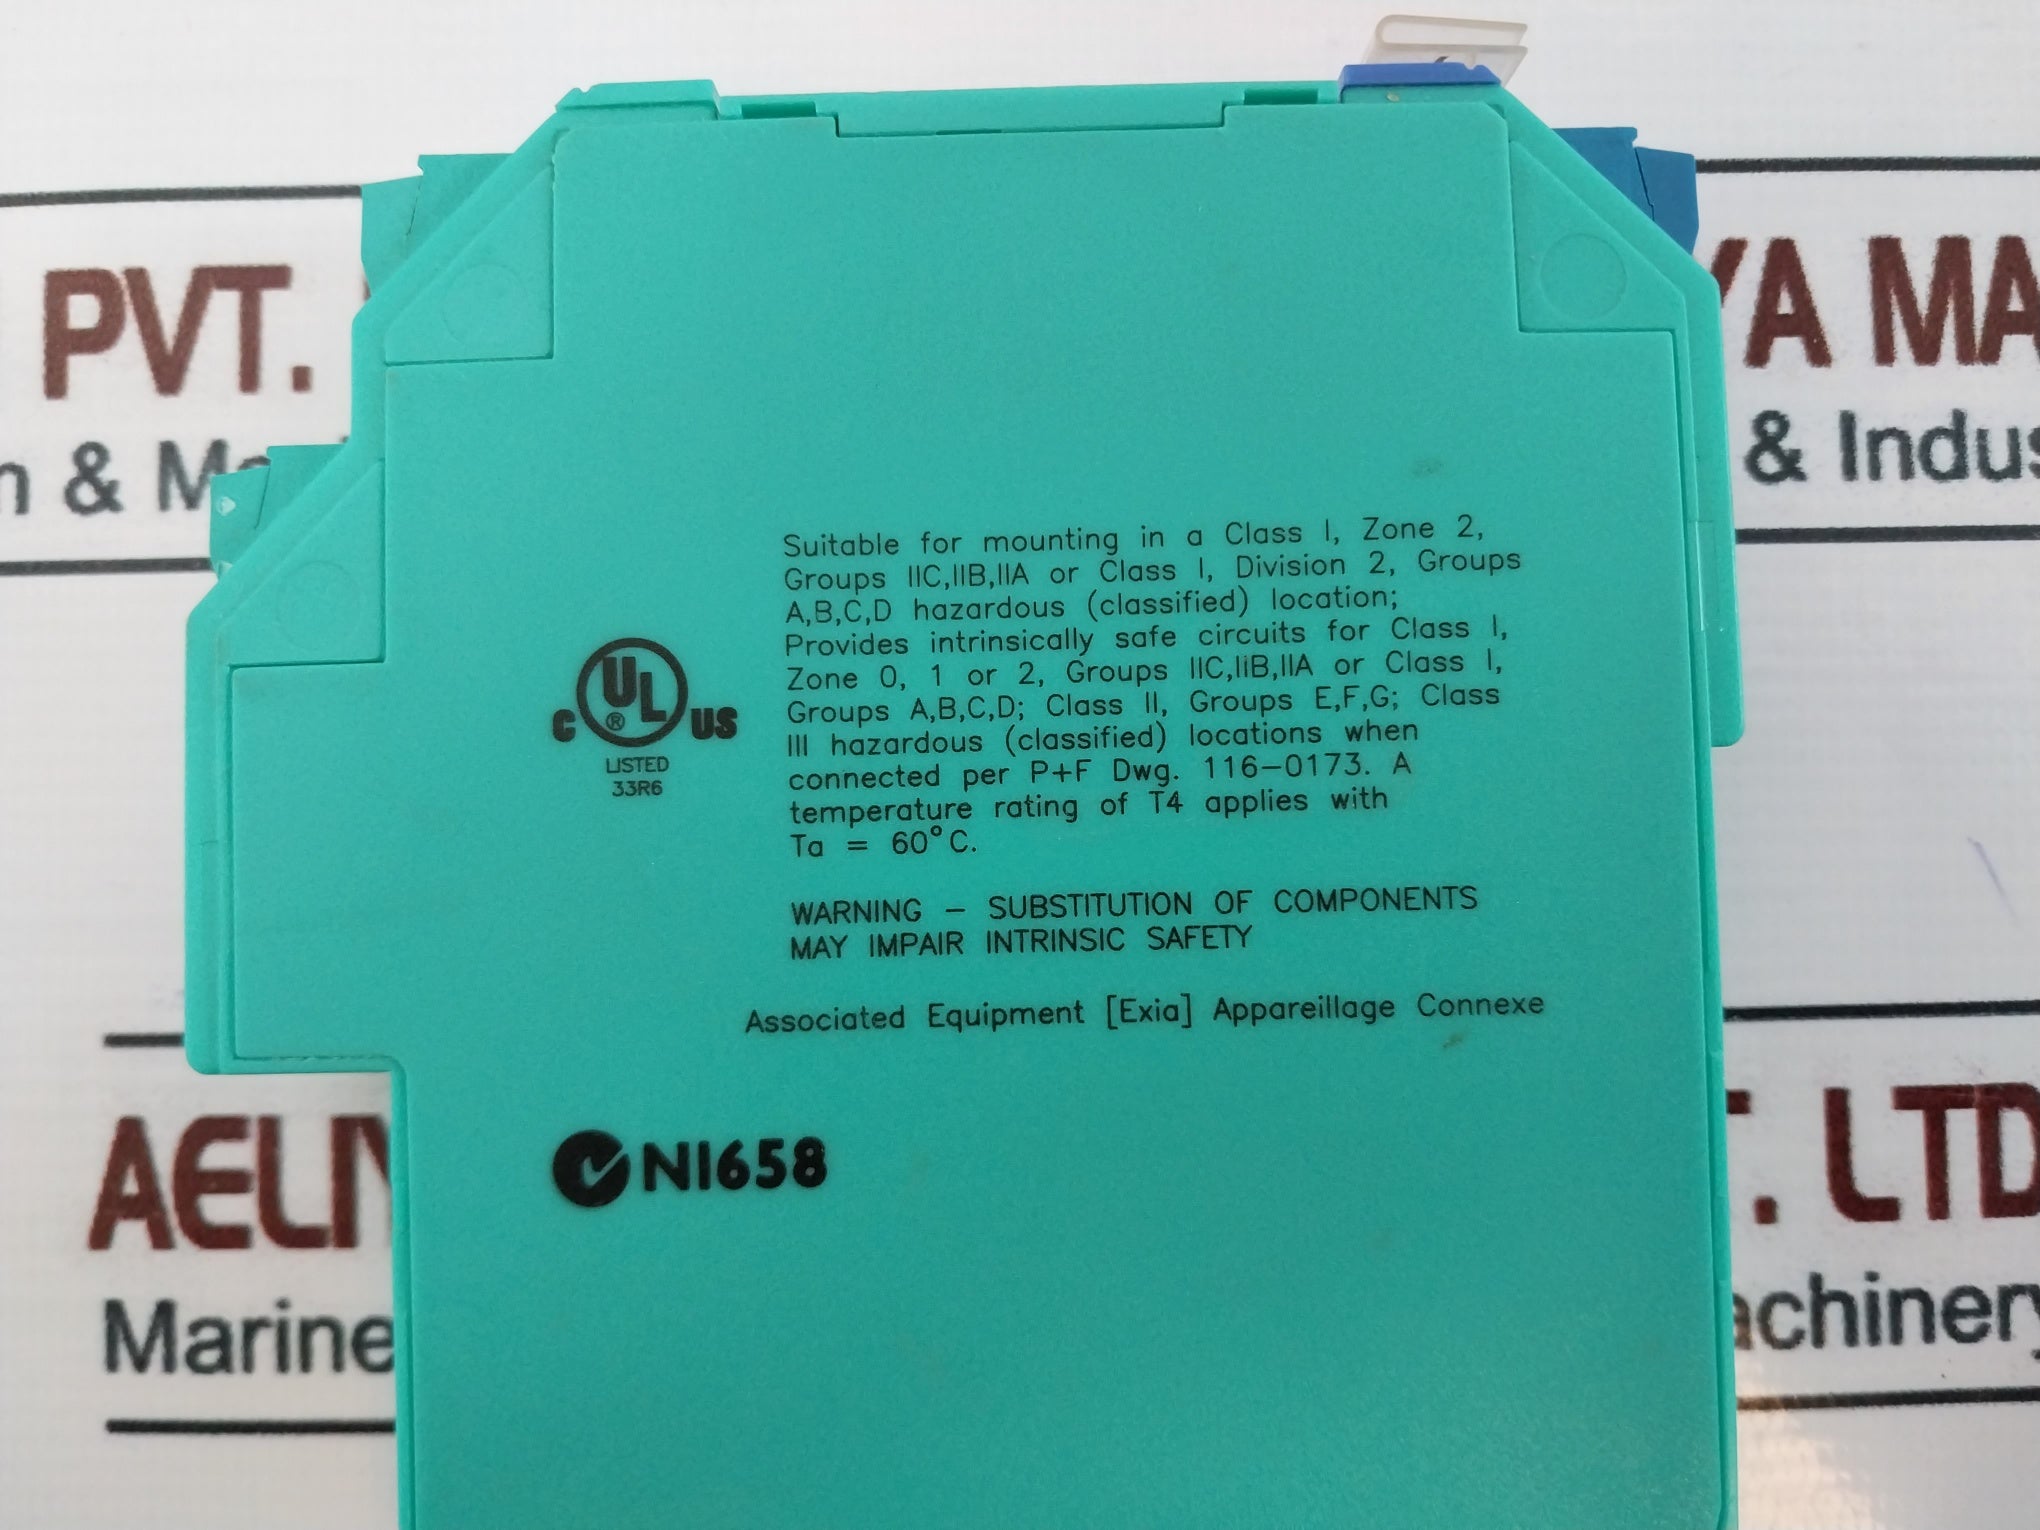 PVT.
YA MA
& M
& Indus
Suitable for mounting in a Class I, Zone 2,
Groups IIC,IIB,IIA or Class I, Division 2, Groups
A,B,C,D hazardous (classified) location;
Provides intrinsically safe circuits for Class I,
Zone 0, 1 or 2, Groups IIC,IiB,IIA or Class I,
Groups A,B,C,D; Class II, Groups E,F,G; Class
III hazardous (classified) locations when
connected per P+F Dwg. 116-0173. A
temperature rating of T4 applies with
Ta = 60°C.
C UL ® US
LISTED
33R6
WARNING – SUBSTITUTION OF COMPONENTS
MAY IMPAIR INTRINSIC SAFETY
Associated Equipment [Exia] Appareillage Connexe
N1658
AELIY
T. LTD
Marine
achinery